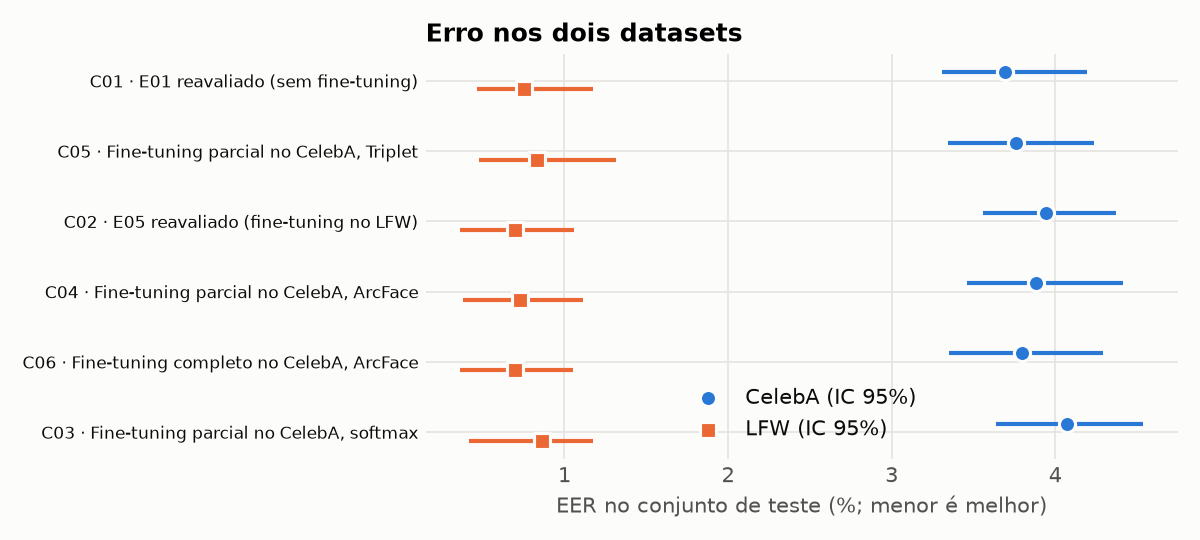 Erro nos dois datasets
C01 · E01 reavaliado (sem fine-tuning)
C05 · Fine-tuning parcial no CelebA, Triplet
C02 · E05 reavaliado (fine-tuning no LFW)
C04 · Fine-tuning parcial no CelebA, ArcFace
C06 · Fine-tuning completo no CelebA, ArcFace
C03 · Fine-tuning parcial no CelebA, softmax
CelebA (IC 95%)
LFW (IC 95%)
1 2 3 4
EER no conjunto de teste (%; menor é melhor)